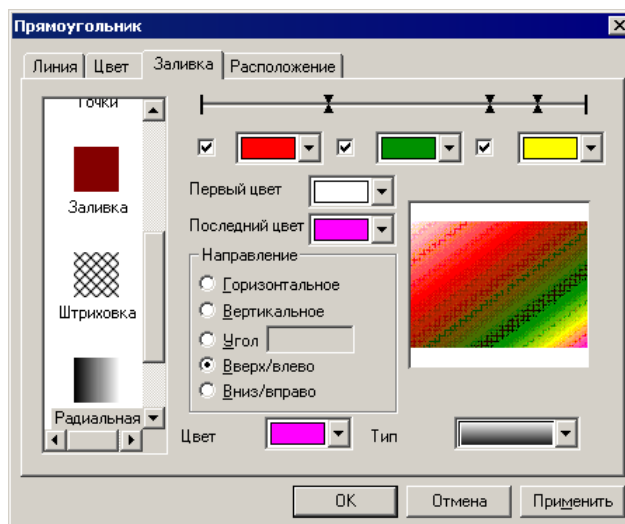 Прямоугольник
Линия Цвет Заливка Расположение
Точки
Заливка
Штриховка
Радиальная
Первый цвет
Последний цвет
Направление
Горизонтальное
Вертикальное
Угол
Вверх/влево
Вниз/вправо
Цвет
Тип
OK Отмена Применить